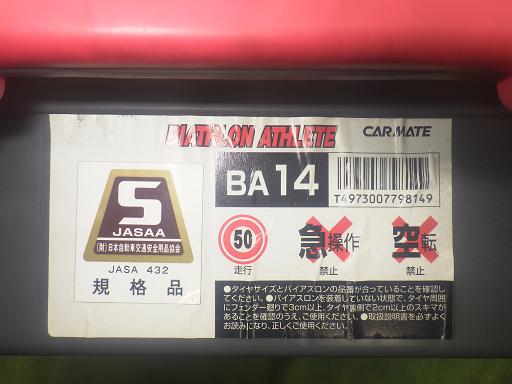 BIATHLON ATHLETE CARMATE
S
JASAA
(財)日本自動車交通安全用品協会
JASA 432
規格品
BA14
T4973007798149
50
走行
急操作
禁止
空転
禁止
●タイヤサイズとバイアスロンの品番が合っていることを確認し
てください。●バイアスロンを装着していない状態で、タイヤ周囲
にフェンダー廻りで3cm以上、タイヤ裏側で2cm以上のスキマが
あることを確認のうえ、ご使用ください。●取扱説明書を必ずよく
お読みになり、正しくご使用ください。